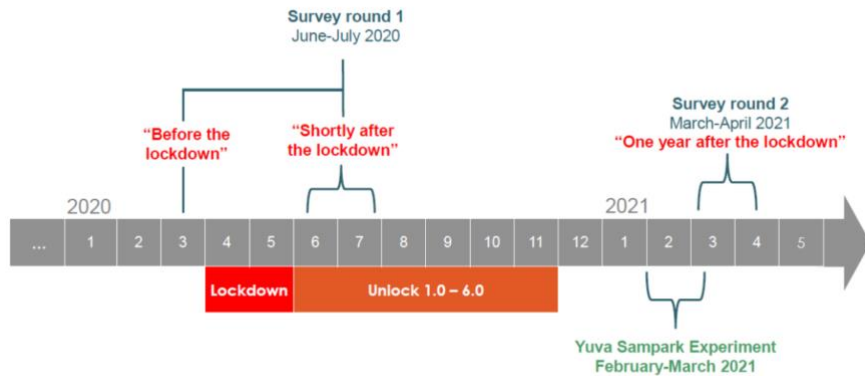 Survey round 1
June-July 2020
“Before the
lockdown”
“Shortly after
the lockdown”
Survey round 2
March-April 2021
“One year after the lockdown”
2020
2021
... 1 2 3 4 5 6 7 8 9 10 11 12 1 2 3 4 5
Lockdown
Unlock 1.0 – 6.0
Yuva Sampark Experiment
February-March 2021